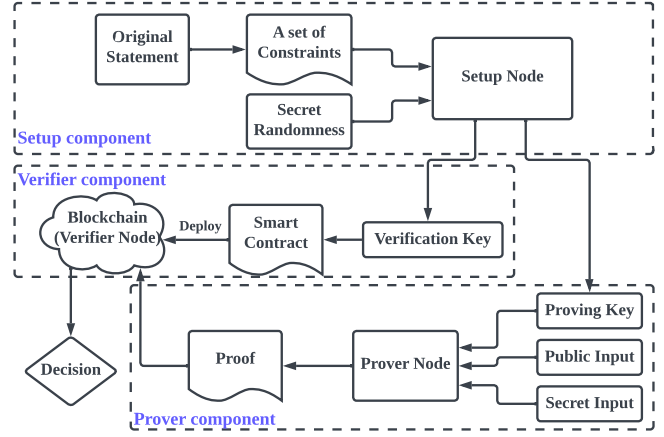 Original
Statement
A set of
Constraints
Setup Node
Secret
Randomness
Setup component
Verifier component
Blockchain
(Verifier Node)
Deploy
Smart
Contract
Verification Key
Decision
Proof
Prover Node
Proving Key
Public Input
Secret Input
Prover component